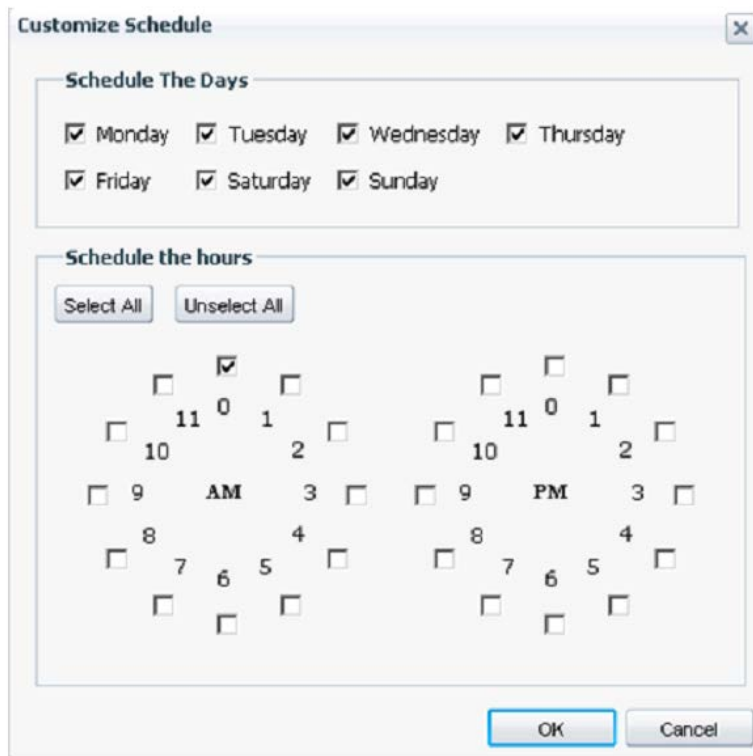 Customize Schedule
Schedule The Days
Monday Tuesday Wednesday Thursday
Friday Saturday Sunday
Schedule the hours
Select All Unselect All
11 0 1 11 0 1
10 2 10 2
9 AM 3 9 PM 3
8 4 8 4
7 6 5 7 6 5
OK Cancel